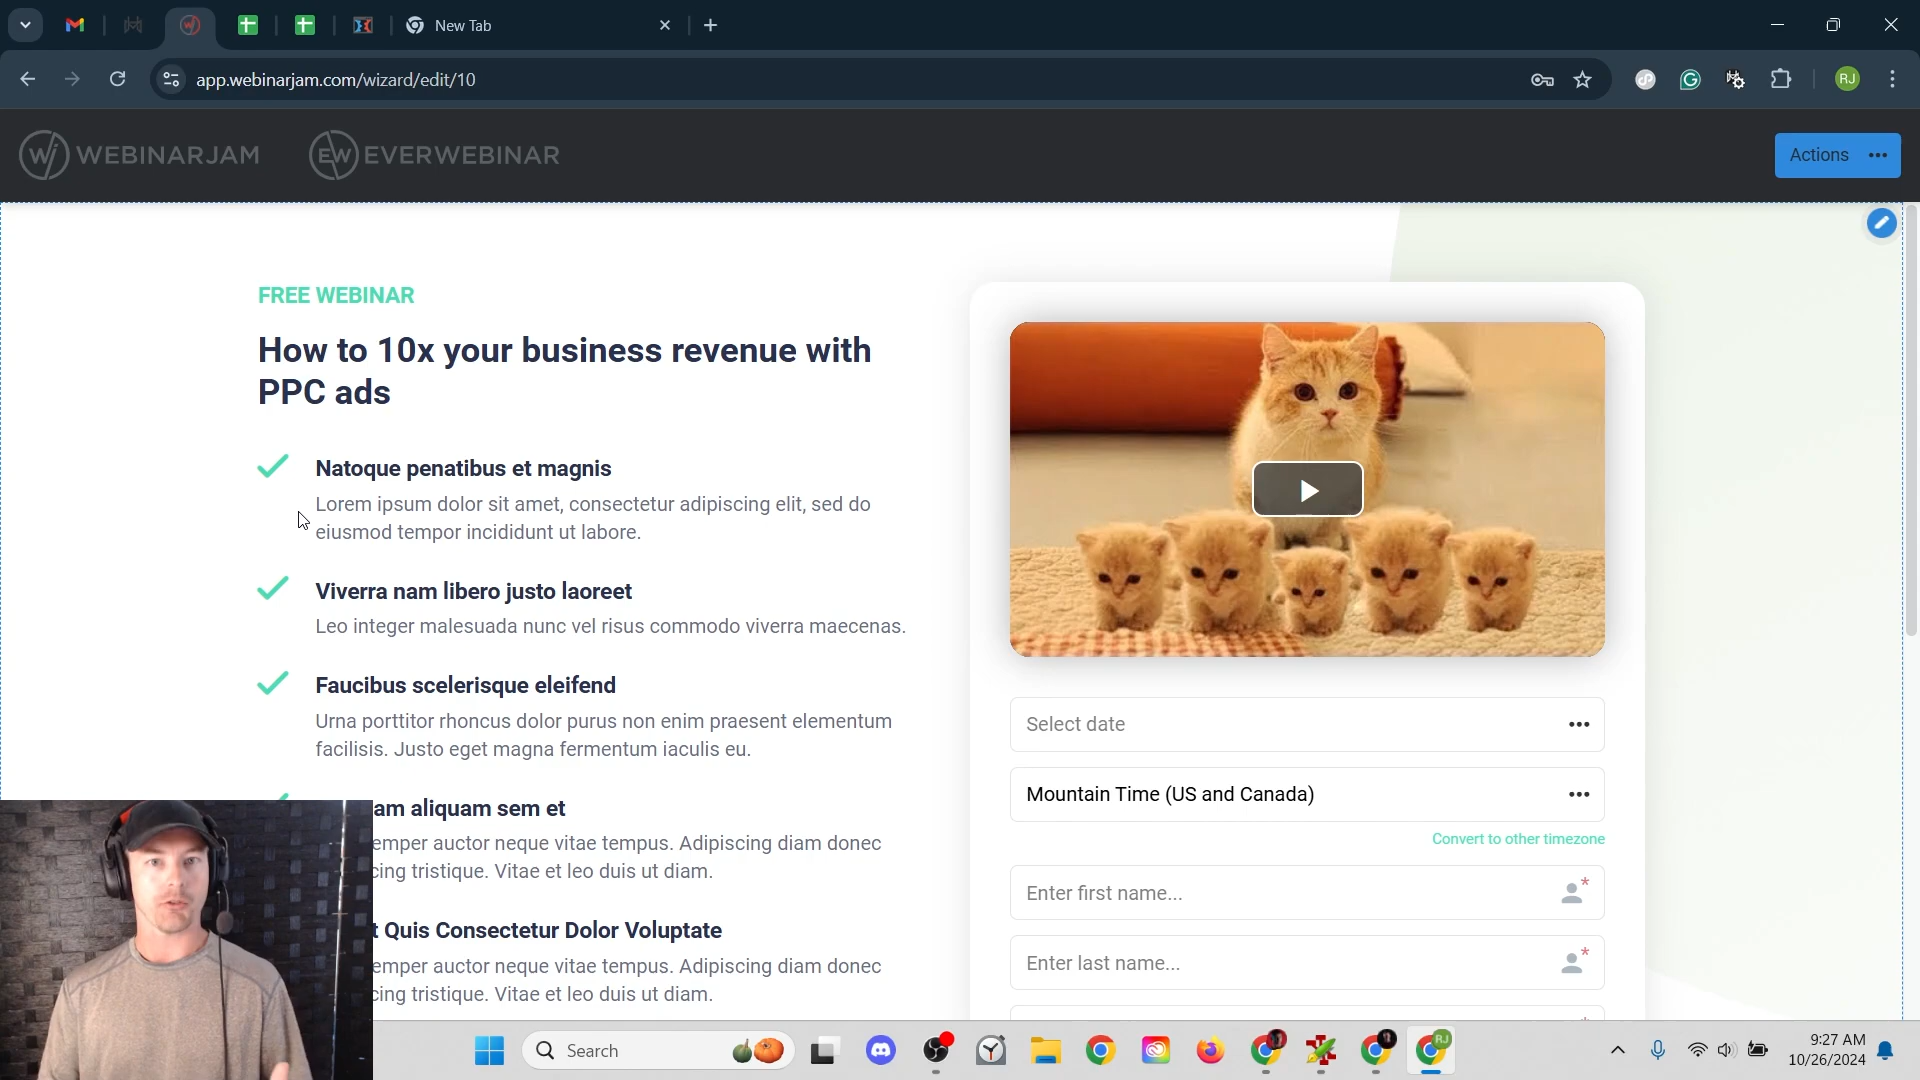 New Tab
app.webinarjam.com/wizard/edit/10
RJ
WJ WEBINARJAM
EW EVERWEBINAR
Actions
FREE WEBINAR
How to 10x your business revenue with
PPC ads
Natoque penatibus et magnis
Lorem ipsum dolor sit amet, consectetur adipiscing elit, sed do
eiusmod tempor incididunt ut labore.
Viverra nam libero justo laoreet
Leo integer malesuada nunc vel risus commodo viverra maecenas.
Faucibus scelerisque eleifend
Urna porttitor rhoncus dolor purus non enim praesent elementum
facilisis. Justo eget magna fermentum iaculis eu.
am aliquam sem et
emper auctor neque vitae tempus. Adipiscing diam donec
cing tristique. Vitae et leo duis ut diam.
t Quis Consectetur Dolor Voluptate
emper auctor neque vitae tempus. Adipiscing diam donec
cing tristique. Vitae et leo duis ut diam.
Select date
Mountain Time (US and Canada)
Convert to other timezone
Enter first name... *
Enter last name... *
Search
RJ
9:27 AM
10/26/2024